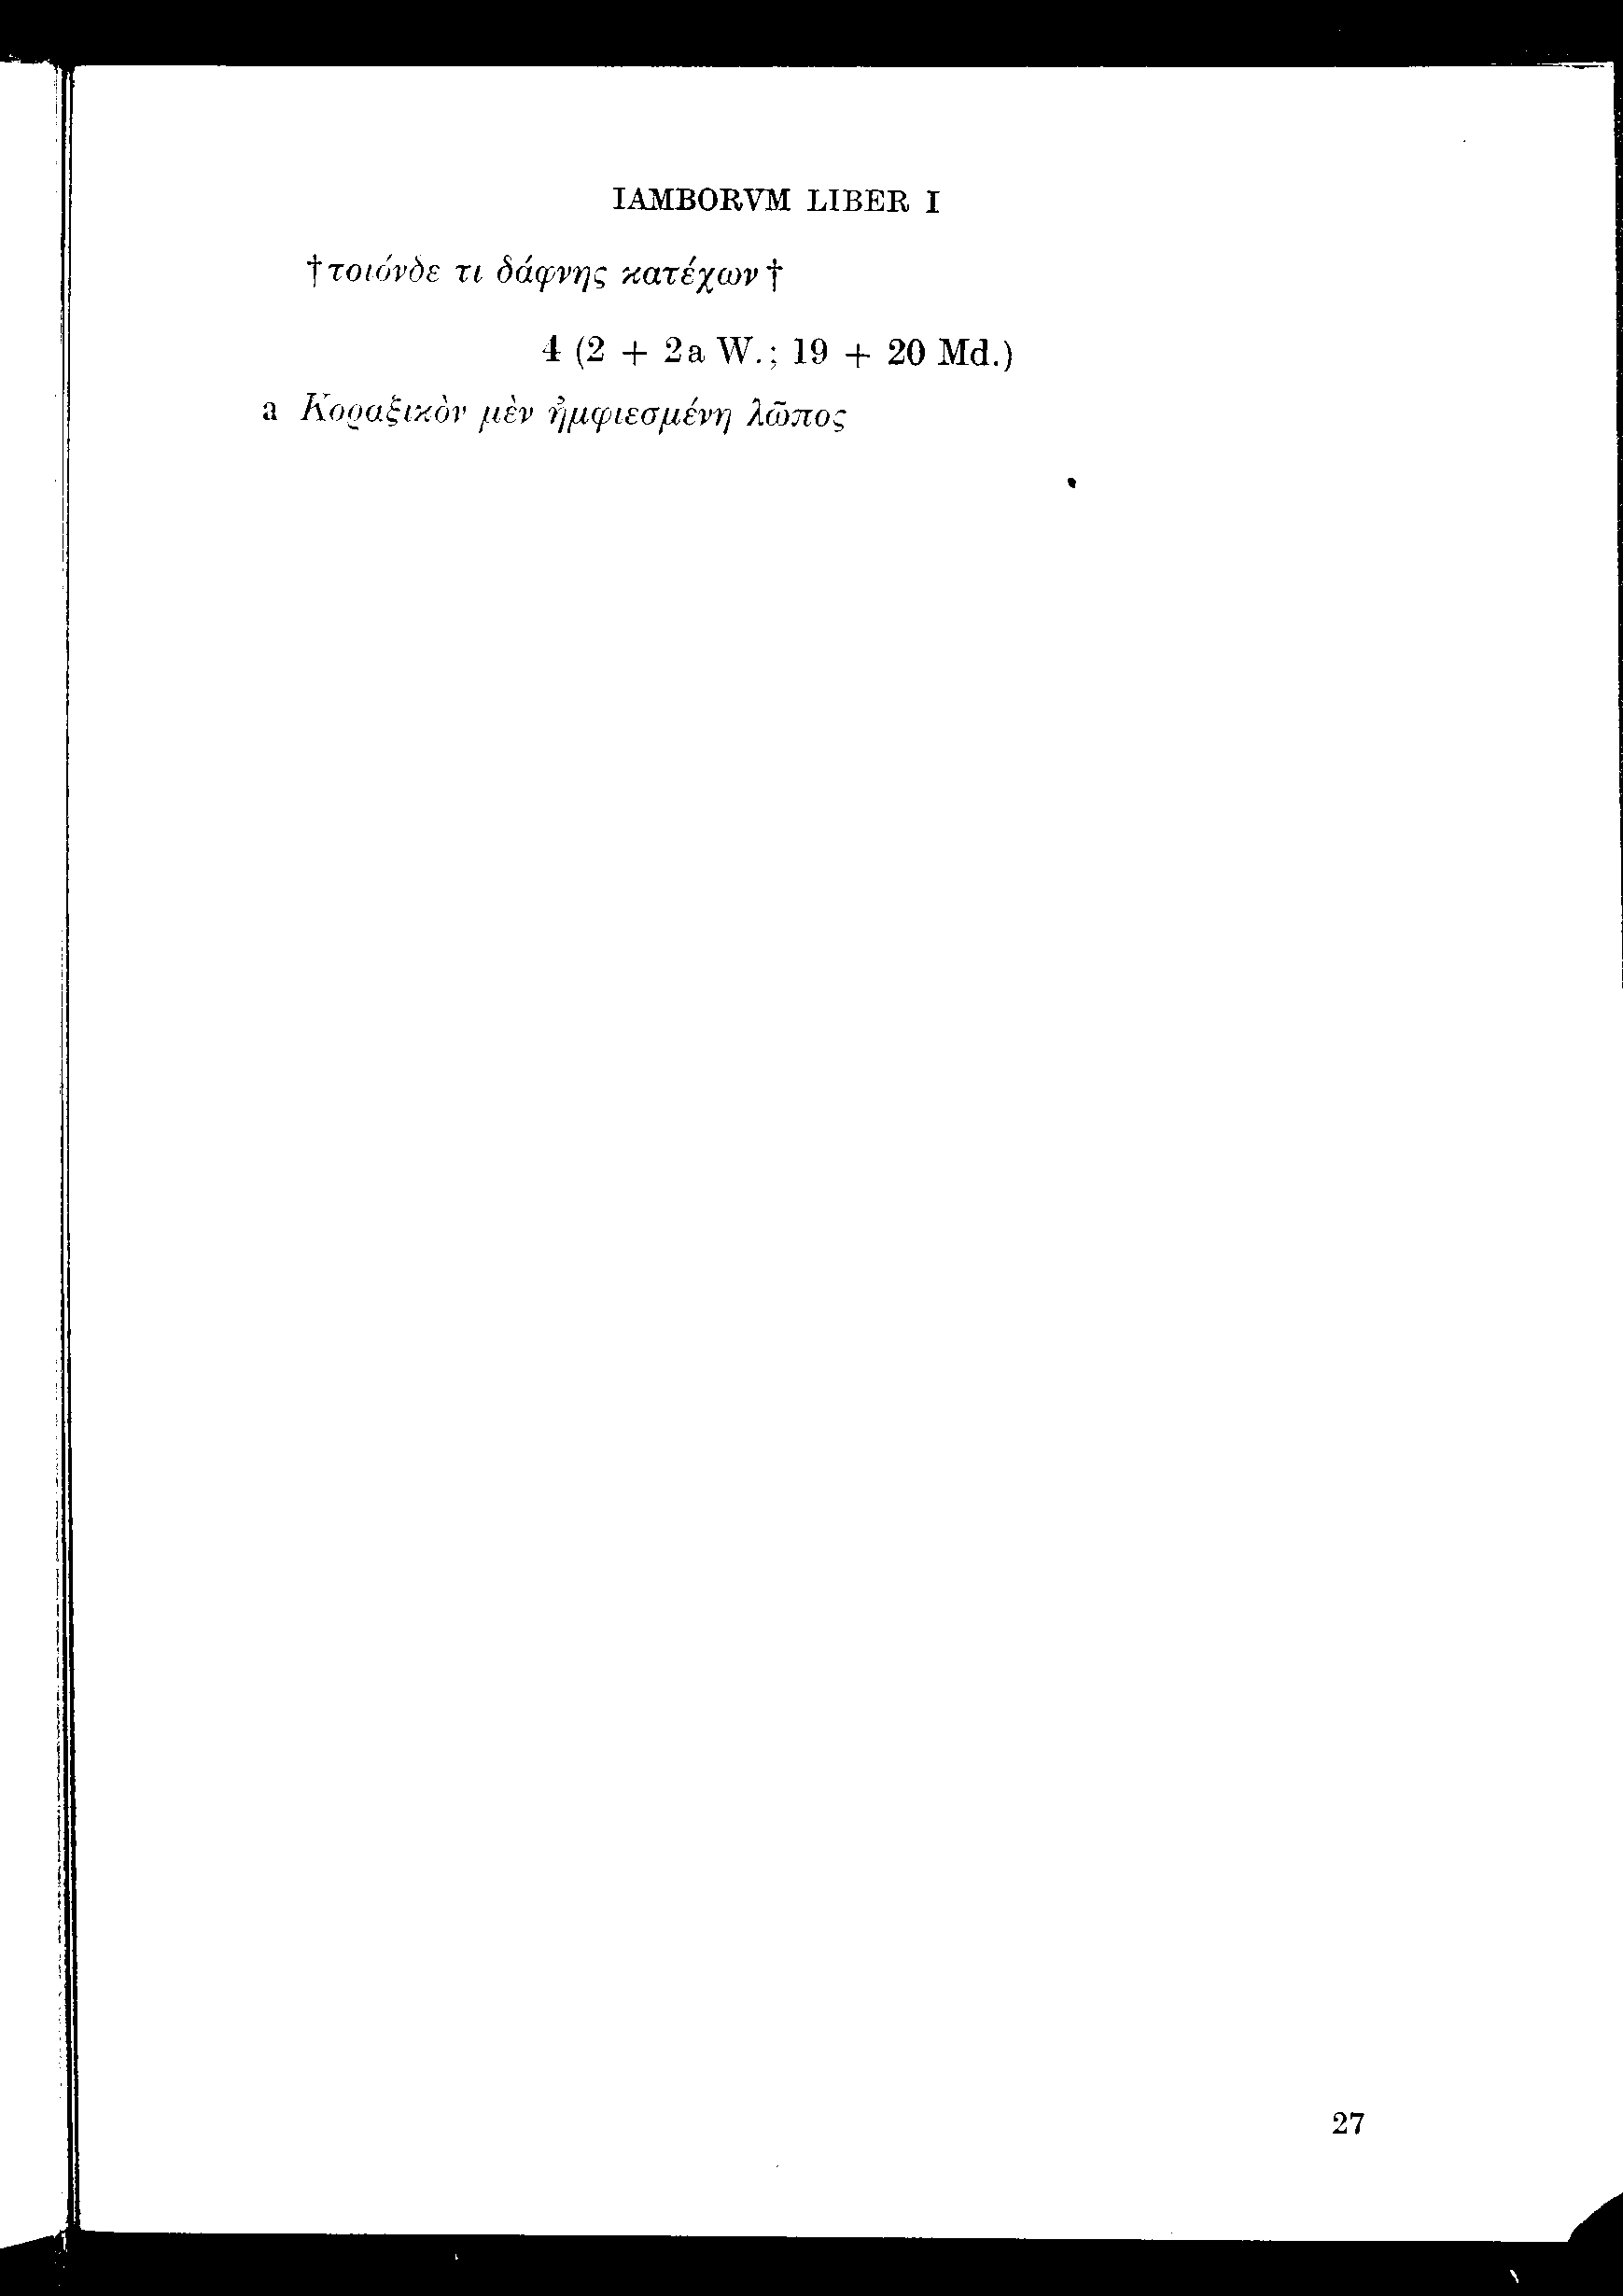 IAMBORVM LIBER I
†τοιόνδε τι δάφνης κατέχων†
4 (2 + 2a W.; 19 + 20 Md.)
a Κοραξικὸν μὲν ἠμφιεσμένη λῶπος
27